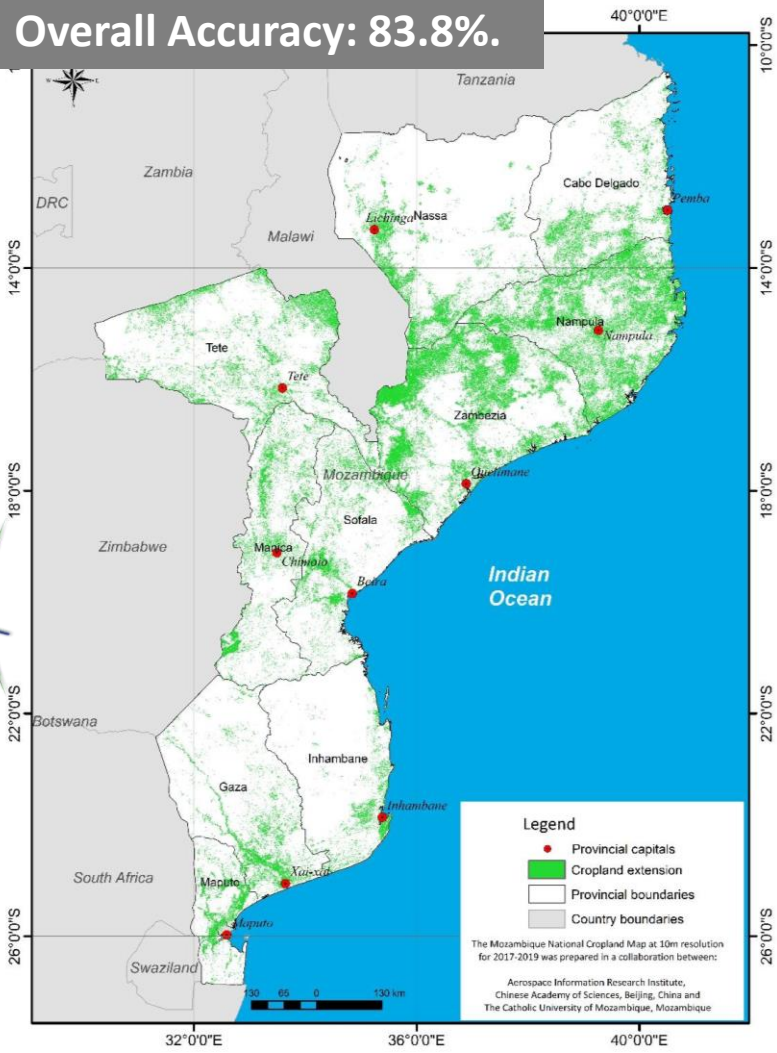 Overall Accuracy: 83.8%.
40°0'0"E
10°0'0"S
Tanzania
Zambia
Cabo Delgado
DRC
Pemba
Lichinga
Nassa
Malawi
14°0'0"S
14°0'0"S
Nampula
Nampula
Tete
Tete
Zambezia
Mozambique
Quelimane
18°0'0"S
18°0'0"S
Sofala
Zimbabwe
Manica
Chimoio
Beira
Indian
Ocean
22°0'0"S
22°0'0"S
Botswana
Inhambane
Gaza
Inhambane
Legend
Provincial capitals
Cropland extension
Provincial boundaries
Country boundaries
South Africa
Xai-xai
Maputo
Maputo
26°0'0"S
26°0'0"S
The Mozambique National Cropland Map at 10m resolution
for 2017-2019 was prepared in a collaboration between:
Aerospace Information Research Institute,
Chinese Academy of Sciences, Beijing, China and
The Catholic University of Mozambique, Mozambique
Swaziland
130 65 0 130 km
32°0'0"E
36°0'0"E
40°0'0"E